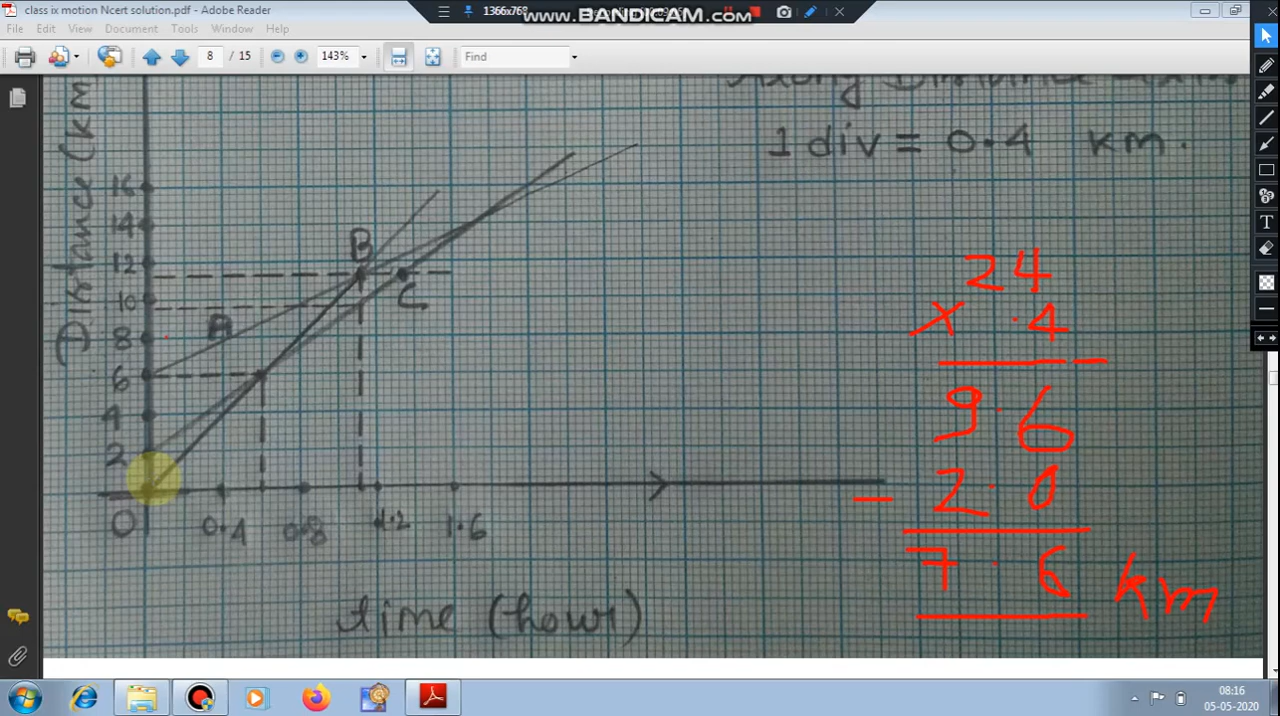 class ix motion Ncert solution.pdf - Adobe Reader
1366x768
www.BANDICAM.com
File Edit View Document Tools Window Help
8 / 15
143%
Find
Along Distance
1 div = 0.4 km.
Distance (km
16
14
12
10
8
6
4
2
0
A
B
C
0.4 0.8 1.2 1.6
time (hour)
24
× .4
9.6
- 2.0
7.6 km
T
08:16
05-05-2020